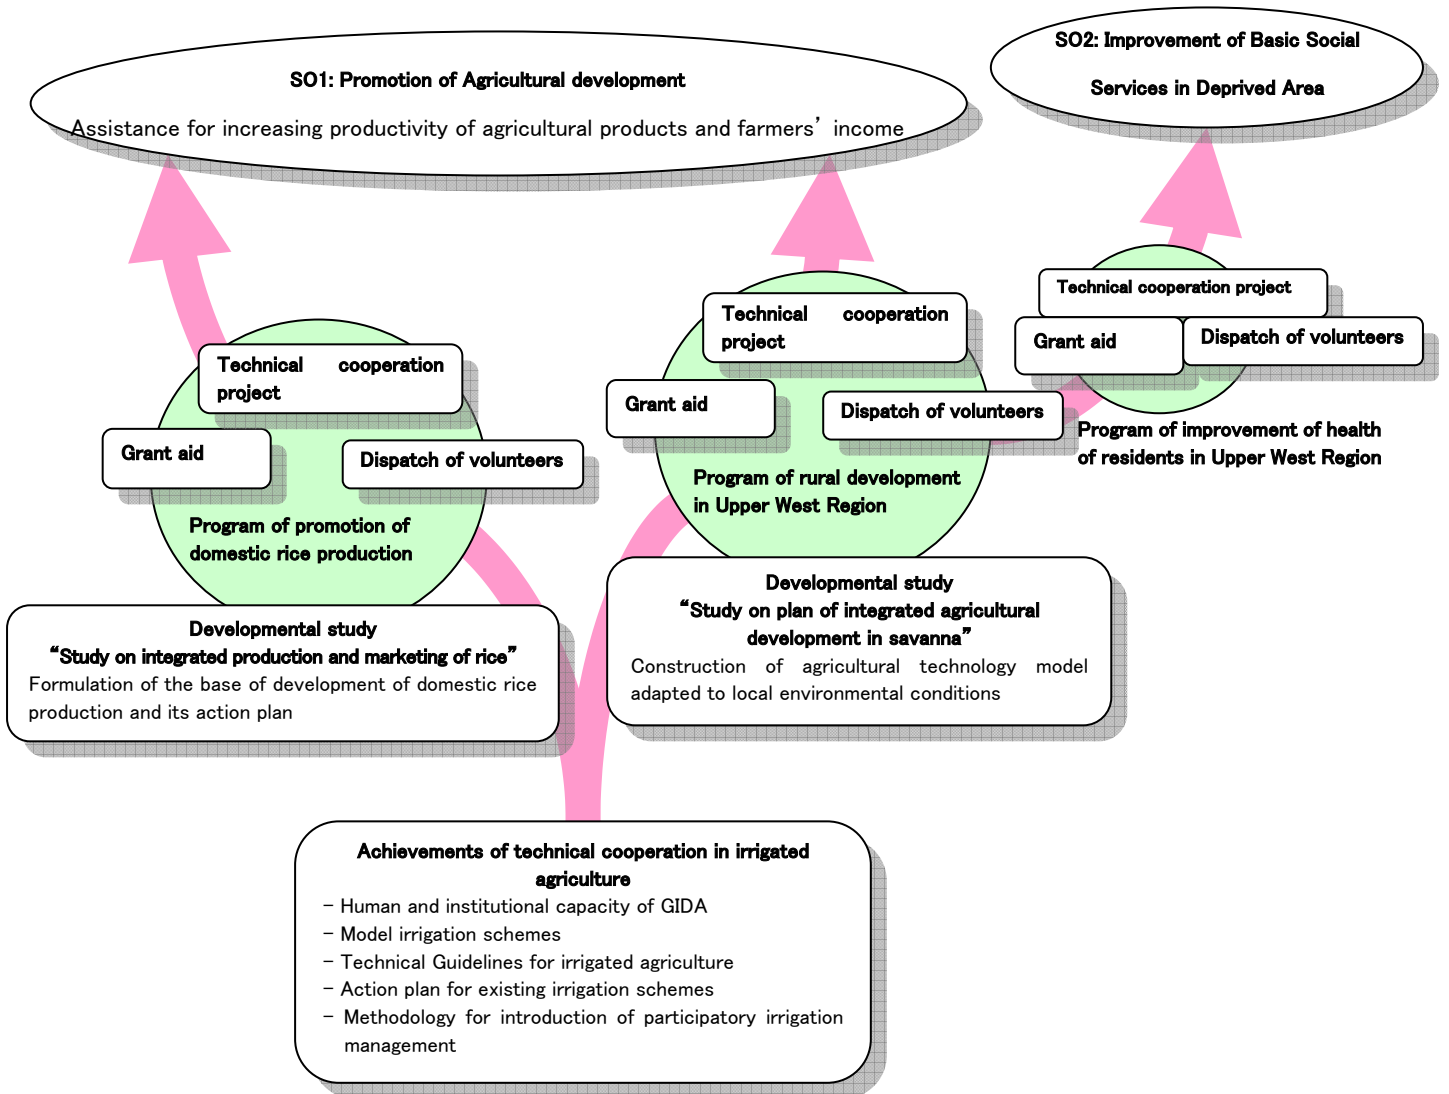 SO1: Promotion of Agricultural development
Assistance for increasing productivity of agricultural products and farmers’ income
SO2: Improvement of Basic Social
Services in Deprived Area
Technical cooperation
project
Grant aid
Dispatch of volunteers
Program of promotion of
domestic rice production
Developmental study
“Study on integrated production and marketing of rice”
Formulation of the base of development of domestic rice
production and its action plan
Technical cooperation
project
Grant aid
Dispatch of volunteers
Program of rural development
in Upper West Region
Developmental study
“Study on plan of integrated agricultural
development in savanna”
Construction of agricultural technology model
adapted to local environmental conditions
Technical cooperation project
Grant aid
Dispatch of volunteers
Program of improvement of health
of residents in Upper West Region
Achievements of technical cooperation in irrigated
agriculture
- Human and institutional capacity of GIDA
- Model irrigation schemes
- Technical Guidelines for irrigated agriculture
- Action plan for existing irrigation schemes
- Methodology for introduction of participatory irrigation
management